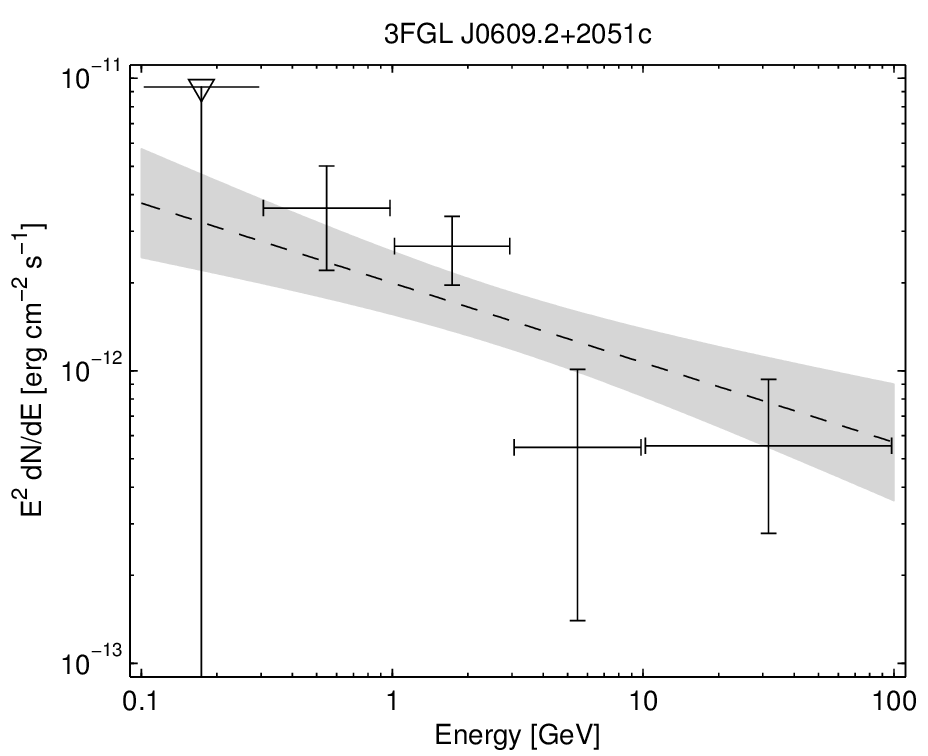 3FGL J0609.2+2051c
10⁻¹¹
10⁻¹²
10⁻¹³
E² dN/dE [erg cm⁻² s⁻¹]
0.1 1 10 100
Energy [GeV]